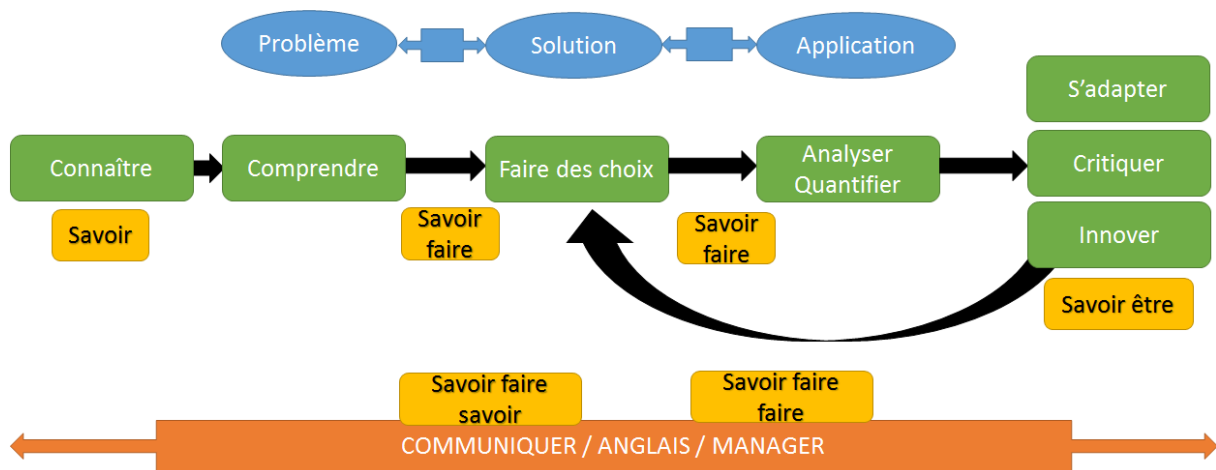 Problème
Solution
Application
Connaître
Comprendre
Faire des choix
Analyser
Quantifier
S'adapter
Critiquer
Innover
Savoir
Savoir
faire
Savoir
faire
Savoir être
Savoir faire
savoir
Savoir faire
faire
COMMUNIQUER / ANGLAIS / MANAGER